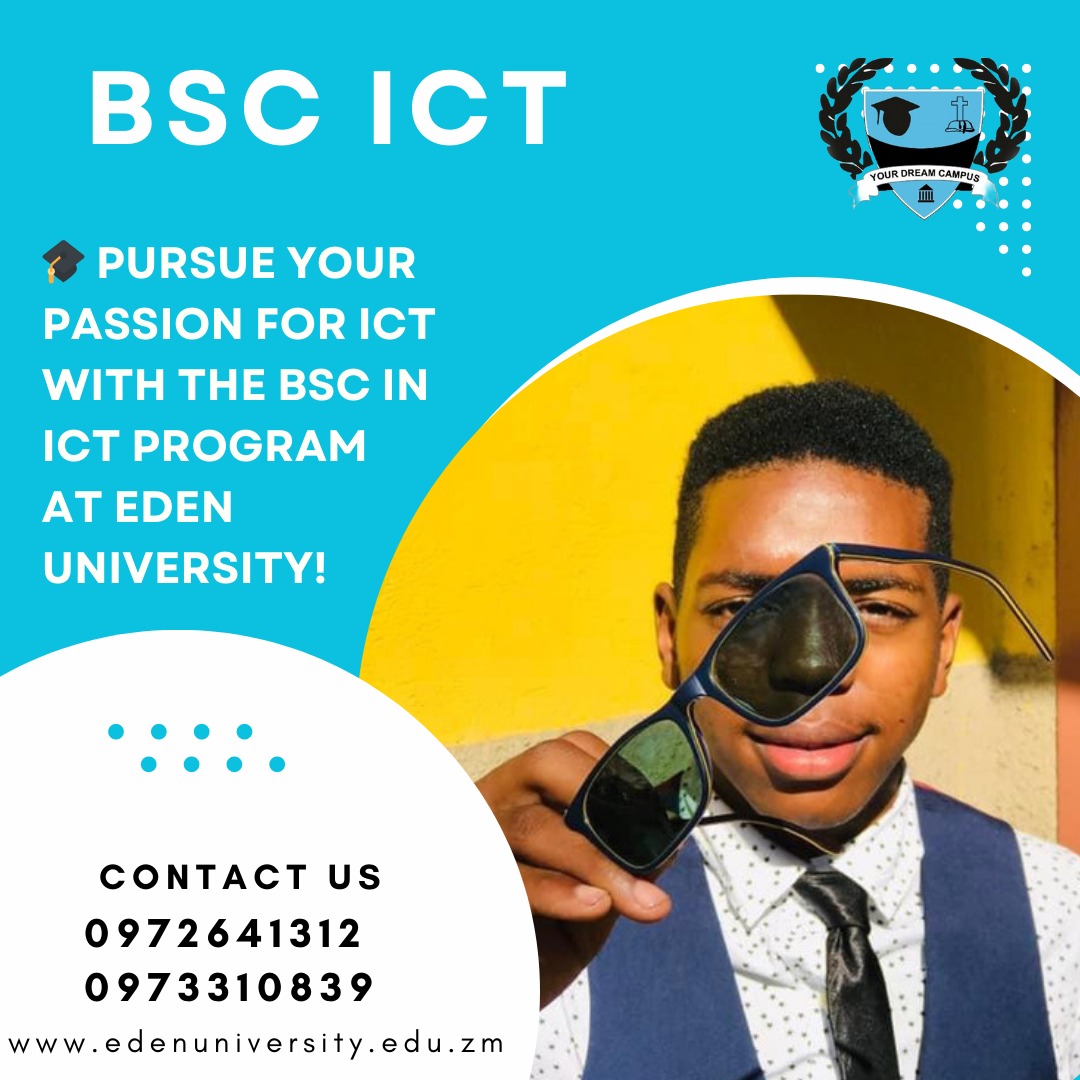 BSC ICT
YOUR DREAM CAMPUS
🎓 PURSUE YOUR
PASSION FOR ICT
WITH THE BSC IN
ICT PROGRAM
AT EDEN
UNIVERSITY!
CONTACT US
0972641312
0973310839
www.edenuniversity.edu.zm